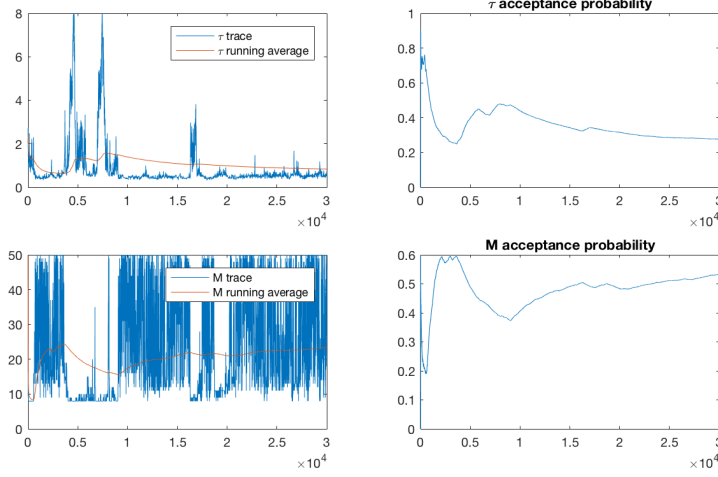 τ acceptance probability
8
6
4
2
0
τ trace
τ running average
0 0.5 1 1.5 2 2.5 3
×10⁴
1
0.8
0.6
0.4
0.2
0
0 0.5 1 1.5 2 2.5 3
×10⁴
50
40
30
20
10
0
M trace
M running average
0 0.5 1 1.5 2 2.5 3
×10⁴
M acceptance probability
0.6
0.5
0.4
0.3
0.2
0.1
0
0 0.5 1 1.5 2 2.5 3
×10⁴